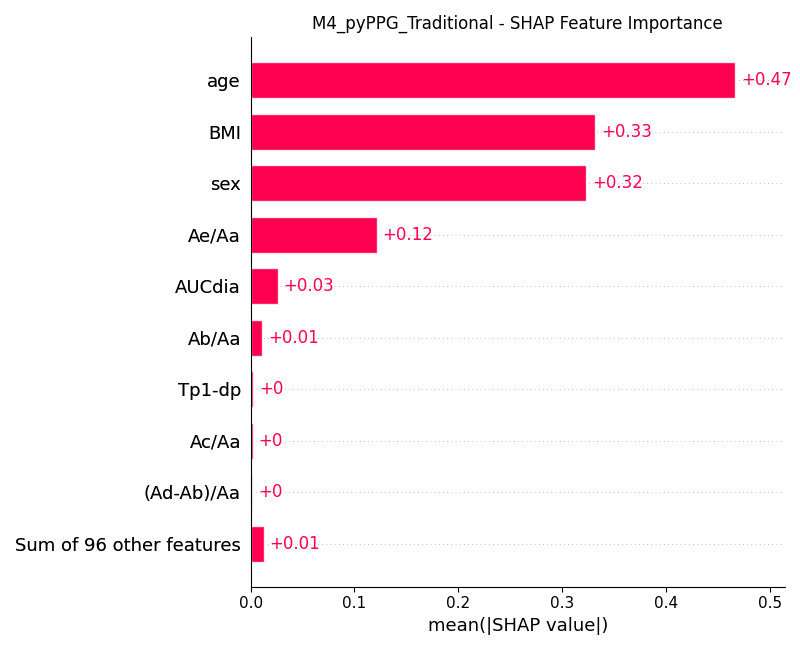 M4_pyPPG_Traditional - SHAP Feature Importance
age +0.47
BMI +0.33
sex +0.32
Ae/Aa +0.12
AUCdia +0.03
Ab/Aa +0.01
Tp1-dp +0
Ac/Aa +0
(Ad-Ab)/Aa +0
Sum of 96 other features +0.01
0.0 0.1 0.2 0.3 0.4 0.5
mean(|SHAP value|)